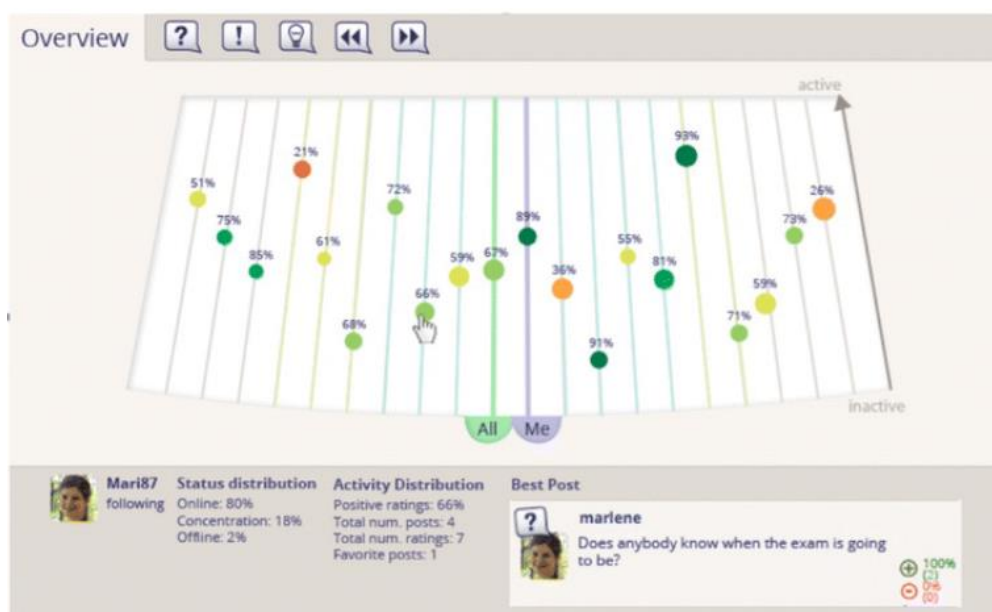 Overview
?
!
active
93%
21%
51%
72%
26%
75%
89%
73%
61%
55%
85%
59%
67%
81%
36%
59%
66%
71%
68%
91%
inactive
All
Me
Mari87
following
Status distribution
Online: 80%
Concentration: 18%
Offline: 2%
Activity Distribution
Positive ratings: 66%
Total num. posts: 4
Total num. ratings: 7
Favorite posts: 1
Best Post
?
marlene
Does anybody know when the exam is going
to be?
100%
(2)
0%
(0)